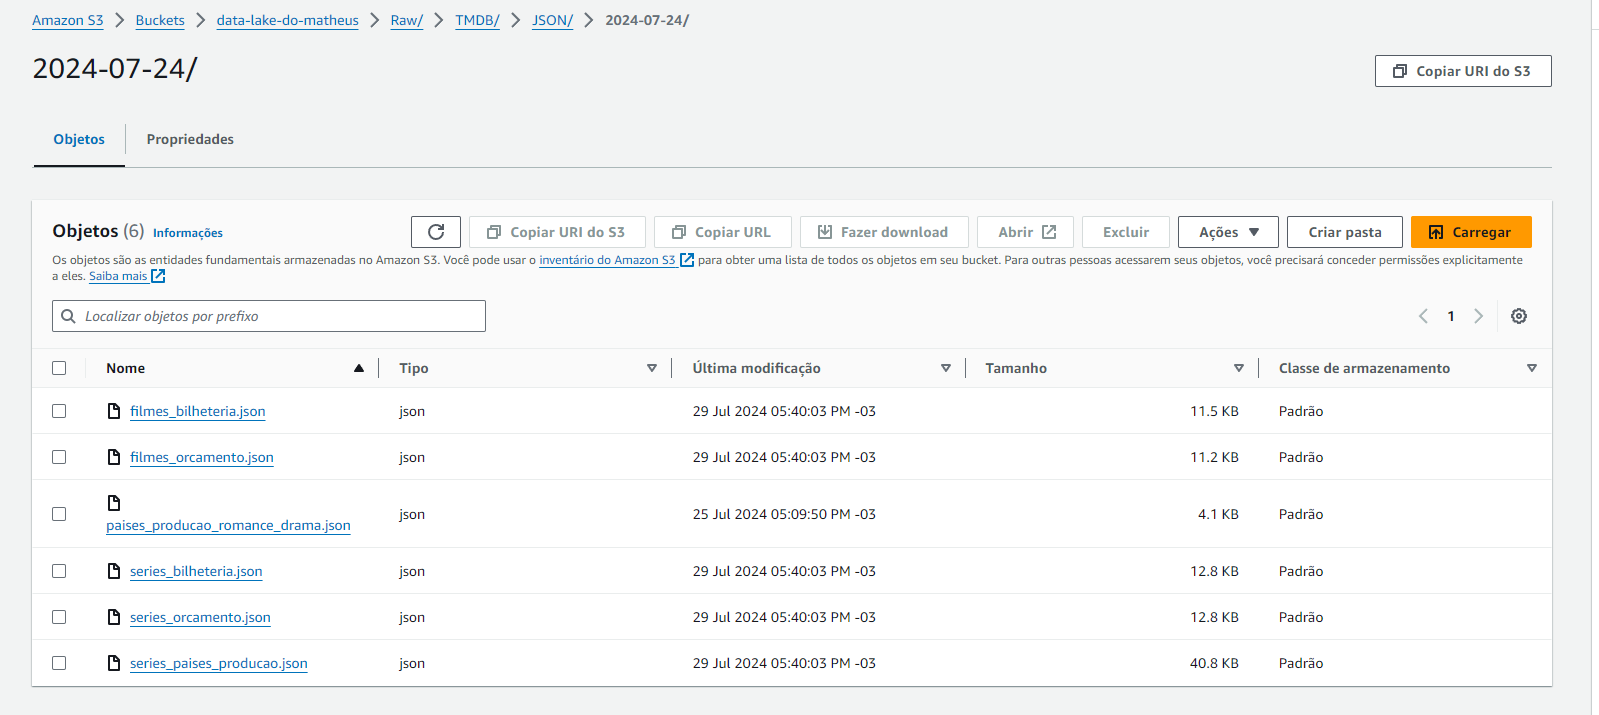 Amazon S3 > Buckets > data-lake-do-matheus > Raw/ > TMDB/ > JSON/ > 2024-07-24/
2024-07-24/
Copiar URI do S3
Objetos Propriedades
Objetos (6) Informações
Copiar URI do S3 Copiar URL Fazer download Abrir Excluir Ações Criar pasta Carregar
Os objetos são as entidades fundamentais armazenadas no Amazon S3. Você pode usar o inventário do Amazon S3 para obter uma lista de todos os objetos em seu bucket. Para outras pessoas acessarem seus objetos, você precisará conceder permissões explicitamente
a eles. Saiba mais
Localizar objetos por prefixo
1
Nome Tipo Última modificação Tamanho Classe de armazenamento
filmes_bilheteria.json json 29 Jul 2024 05:40:03 PM -03 11.5 KB Padrão
filmes_orcamento.json json 29 Jul 2024 05:40:03 PM -03 11.2 KB Padrão
paises_producao_romance_drama.json json 25 Jul 2024 05:09:50 PM -03 4.1 KB Padrão
series_bilheteria.json json 29 Jul 2024 05:40:03 PM -03 12.8 KB Padrão
series_orcamento.json json 29 Jul 2024 05:40:03 PM -03 12.8 KB Padrão
series_paises_producao.json json 29 Jul 2024 05:40:03 PM -03 40.8 KB Padrão